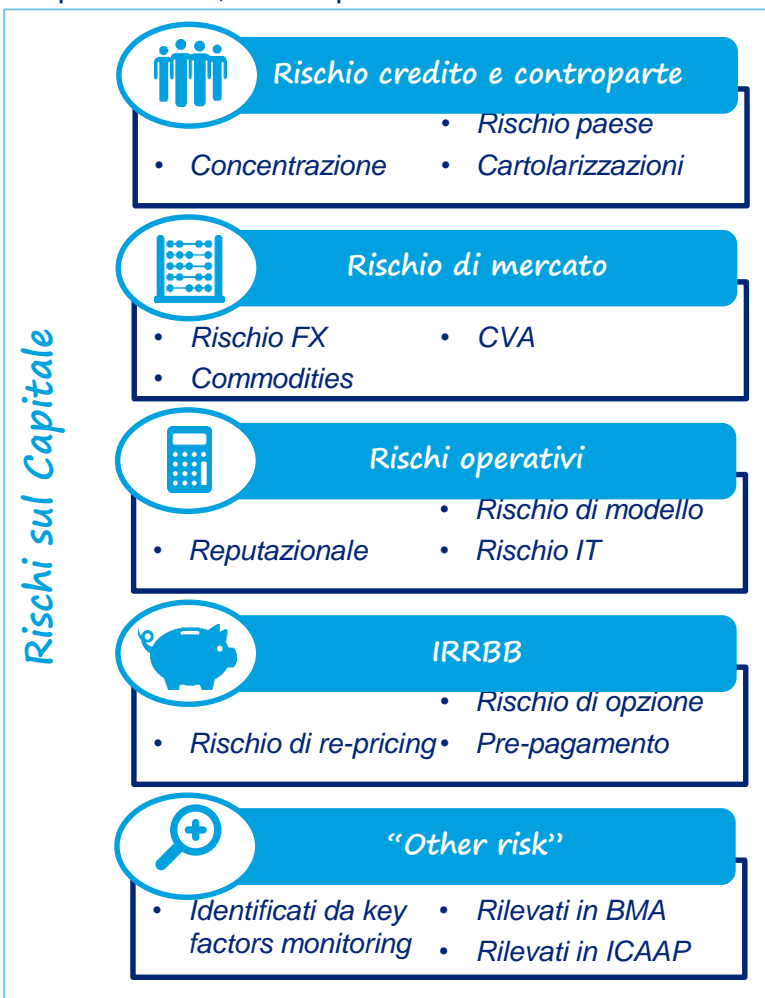 Rischi sul Capitale
Rischio credito e controparte
• Rischio paese
• Concentrazione
• Cartolarizzazioni
Rischio di mercato
• Rischio FX
• CVA
• Commodities
Rischi operativi
• Rischio di modello
• Reputazionale
• Rischio IT
IRRBB
• Rischio di opzione
• Rischio di re-pricing
• Pre-pagamento
“Other risk”
• Identificati da key
factors monitoring
• Rilevati in BMA
• Rilevati in ICAAP